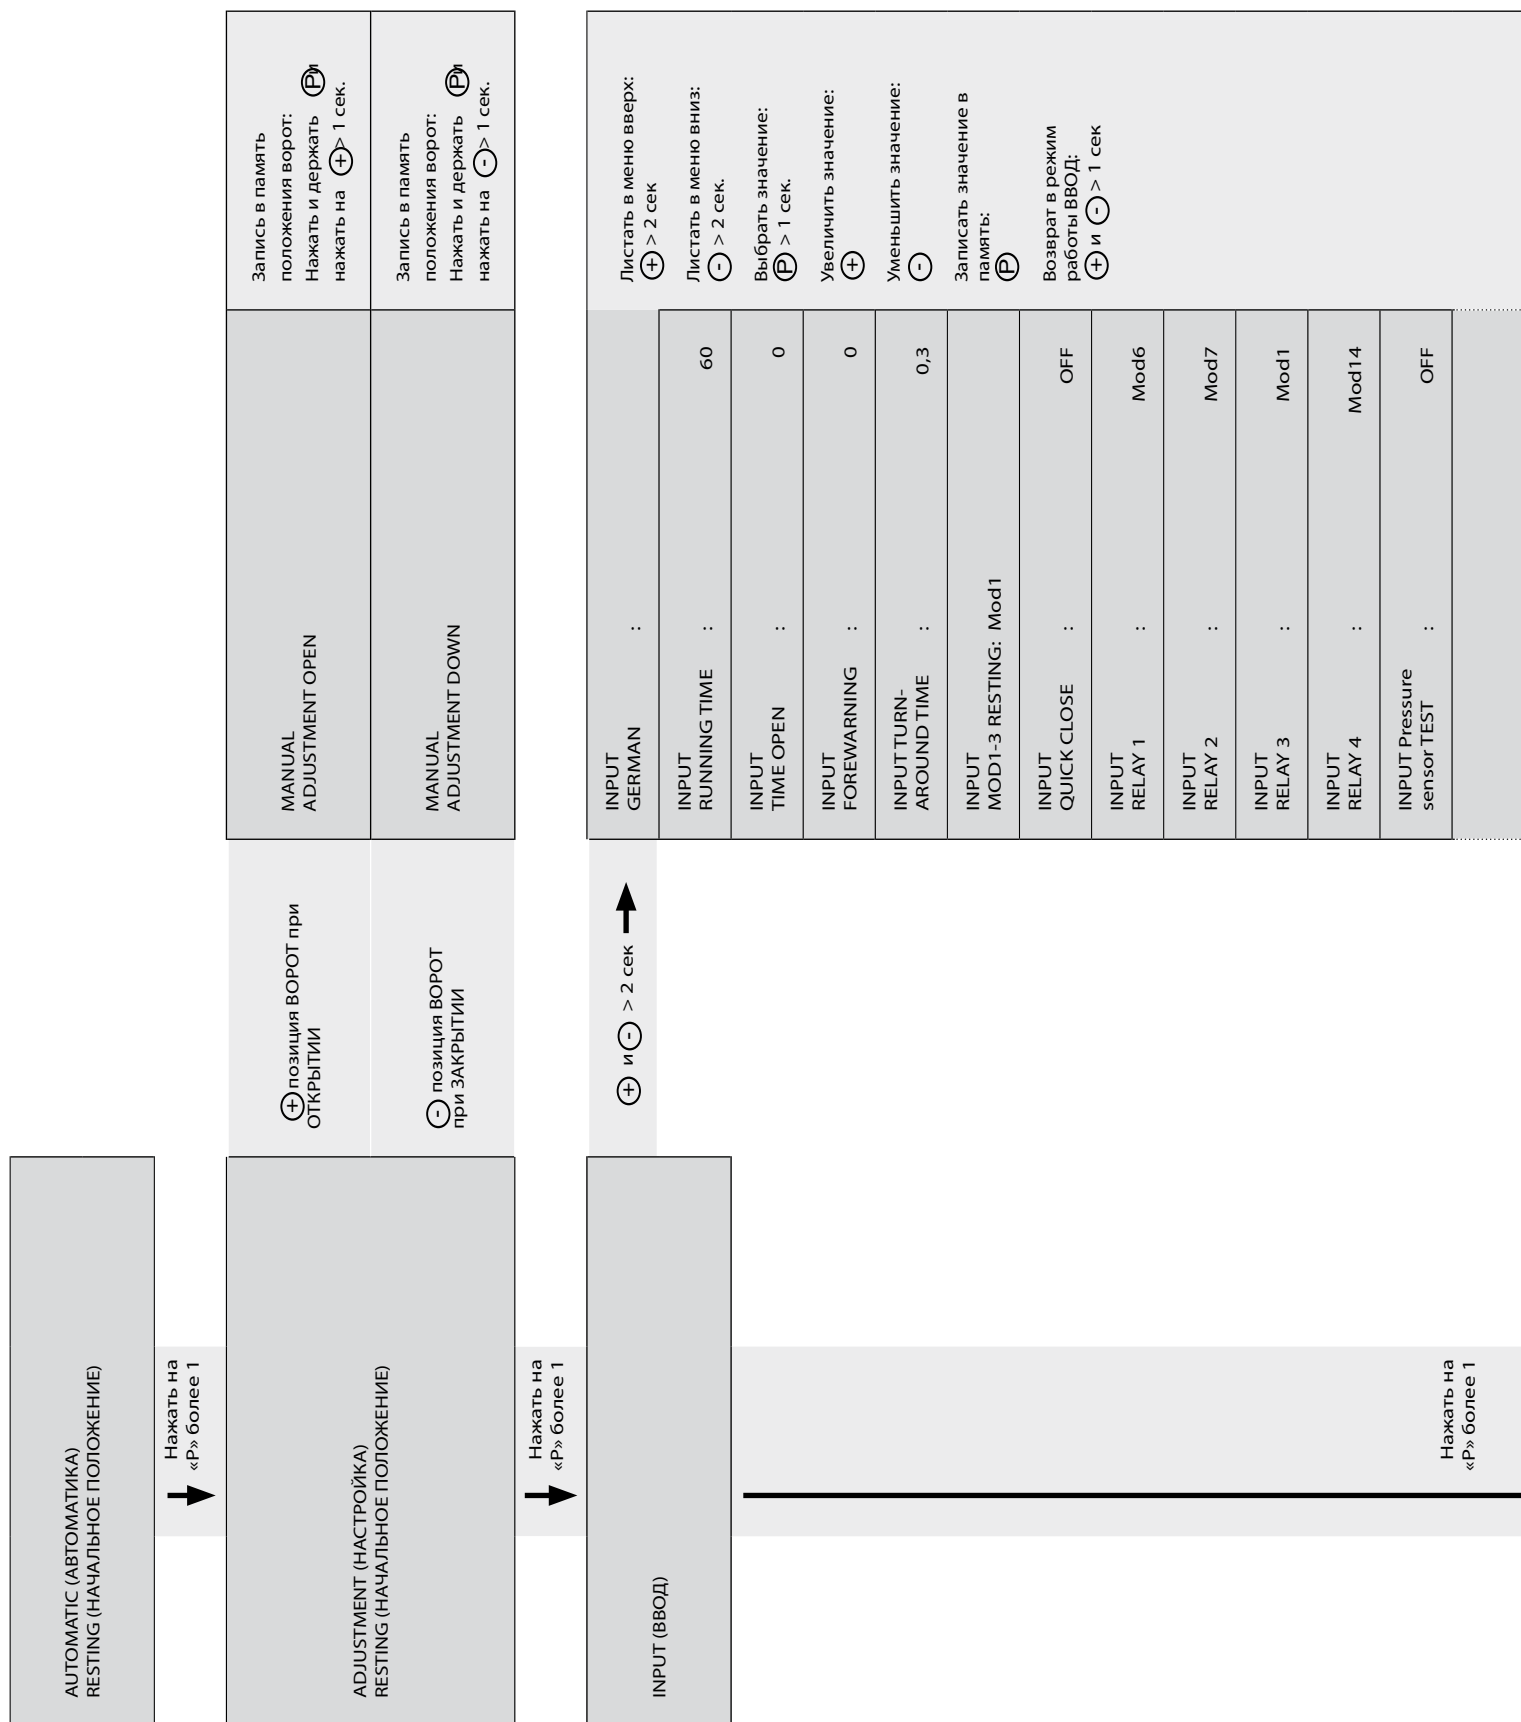 AUTOMATIC (АВТОМАТИКА)
RESTING (НАЧАЛЬНОЕ ПОЛОЖЕНИЕ)
Нажать на
«Р» более 1
ADJUSTMENT (НАСТРОЙКА)
RESTING (НАЧАЛЬНОЕ ПОЛОЖЕНИЕ)
+ позиция ВОРОТ при
ОТКРЫТИИ
MANUAL
ADJUSTMENT OPEN
Запись в память
положения ворот:
Нажать и держать P и
нажать на + > 1 сек.
- позиция ВОРОТ
при ЗАКРЫТИИ
MANUAL
ADJUSTMENT DOWN
Запись в память
положения ворот:
Нажать и держать P и
нажать на - > 1 сек.
Нажать на
«Р» более 1
INPUT (ВВОД)
+ и - > 2 сек
INPUT
GERMAN :
INPUT
RUNNING TIME : 60
INPUT
TIME OPEN : 0
INPUT
FOREWARNING : 0
INPUT TURN-
AROUND TIME : 0,3
INPUT
MOD1-3 RESTING: Mod1
INPUT
QUICK CLOSE : OFF
INPUT
RELAY 1 : Mod6
INPUT
RELAY 2 : Mod7
INPUT
RELAY 3 : Mod1
INPUT
RELAY 4 : Mod14
INPUT Pressure
sensor TEST : OFF
Листать в меню вверх:
+ > 2 сек
Листать в меню вниз:
- > 2 сек.
Выбрать значение:
P > 1 сек.
Увеличить значение:
+
Уменьшить значение:
-
Записать значение в
память:
P
Возврат в режим
работы ВВОД:
+ и - > 1 сек
Нажать на
«Р» более 1